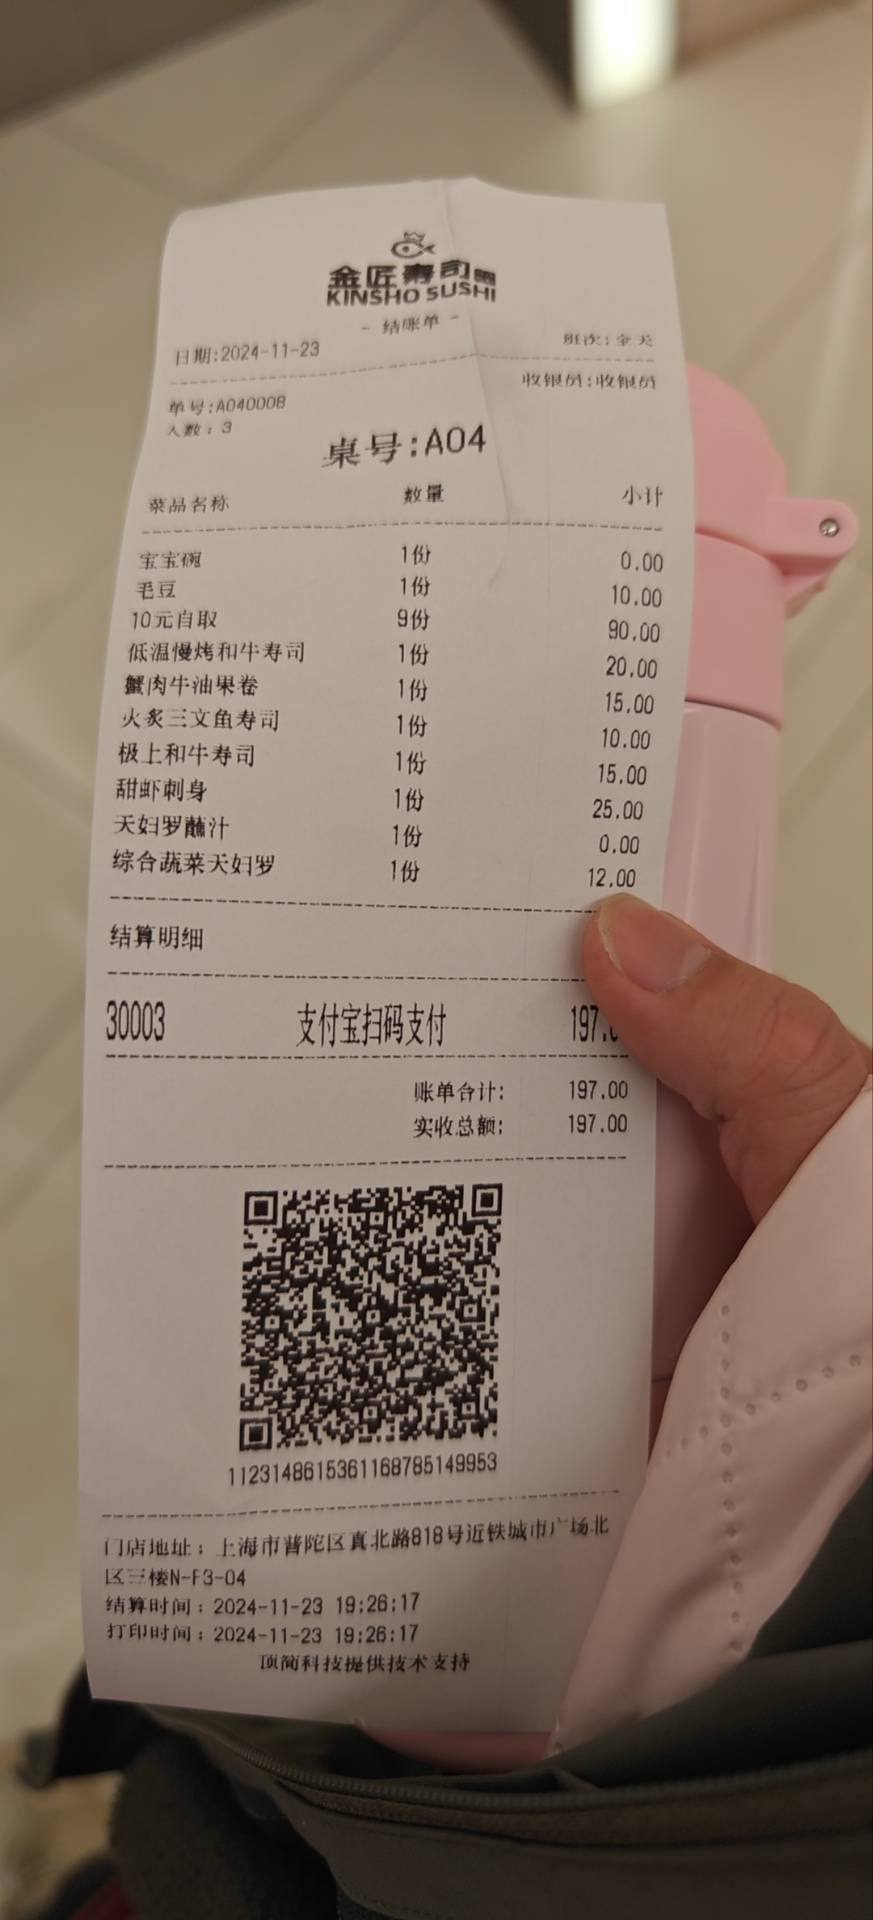 金匠寿司
KINSHO SUSHI
- 结账单 -
日期:2024-11-23 班次:全天
单号:A040008 收银员:收银员
人数:3
桌号:A04
菜品名称 数量 小计
宝宝碗 1份 0.00
毛豆 1份 10.00
10元自取 9份 90.00
低温慢烤和牛寿司 1份 20.00
蟹肉牛油果卷 1份 15.00
火炙三文鱼寿司 1份 10.00
极上和牛寿司 1份 15.00
甜虾刺身 1份 25.00
天妇罗蘸汁 1份 0.00
综合蔬菜天妇罗 1份 12.00
结算明细
30003 支付宝扫码支付 197.0
账单合计: 197.00
实收总额: 197.00
1123148615361168785149953
门店地址:上海市普陀区真北路818号近铁城市广场北
区三楼N-F3-04
结算时间:2024-11-23 19:26:17
打印时间:2024-11-23 19:26:17
顶简科技提供技术支持